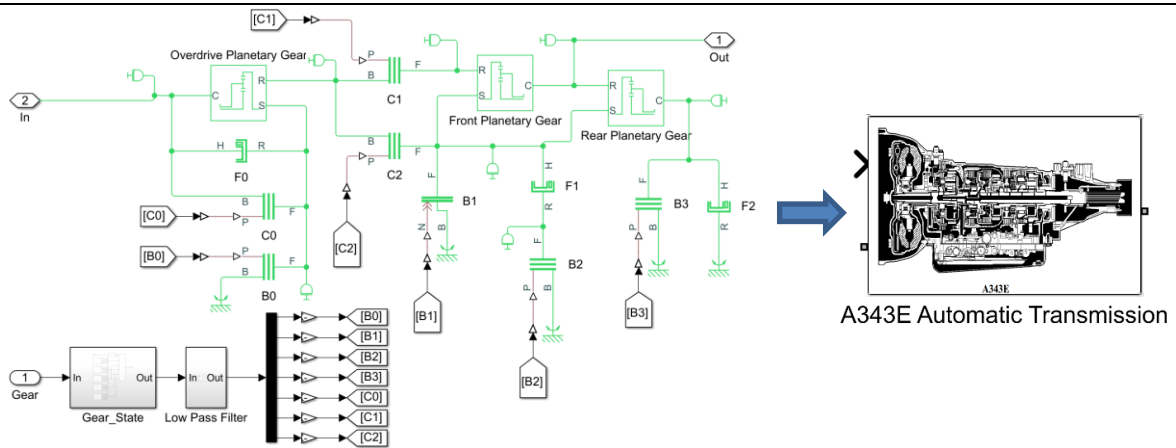 [C1]
1
Out
Overdrive Planetary Gear
P
B
F
C1
R
S
C
Front Planetary Gear
R
S
C
Rear Planetary Gear
2
In
C
R
S
H
R
F0
B
P
F
C2
[C2]
B
P
F
C0
[C0]
[B0]
P
B
F
B0
F
B1
N
B
[B1]
H
F1
R
F
B2
P
B
[B2]
F
B3
P
B
[B3]
H
F2
R
A343E
A343E Automatic Transmission
1
Gear
In
Out
Gear_State
In
Out
Low Pass Filter
[B0]
[B1]
[B2]
[B3]
[C0]
[C1]
[C2]